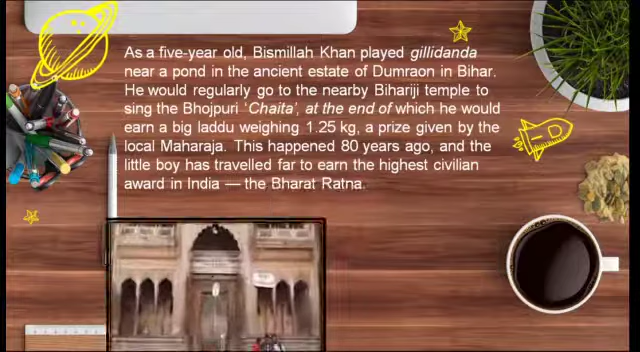 As a five-year old, Bismillah Khan played gillidanda
near a pond in the ancient estate of Dumraon in Bihar.
He would regularly go to the nearby Bihariji temple to
sing the Bhojpuri ‘Chaita’, at the end of which he would
earn a big laddu weighing 1.25 kg, a prize given by the
local Maharaja. This happened 80 years ago, and the
little boy has travelled far to earn the highest civilian
award in India — the Bharat Ratna.